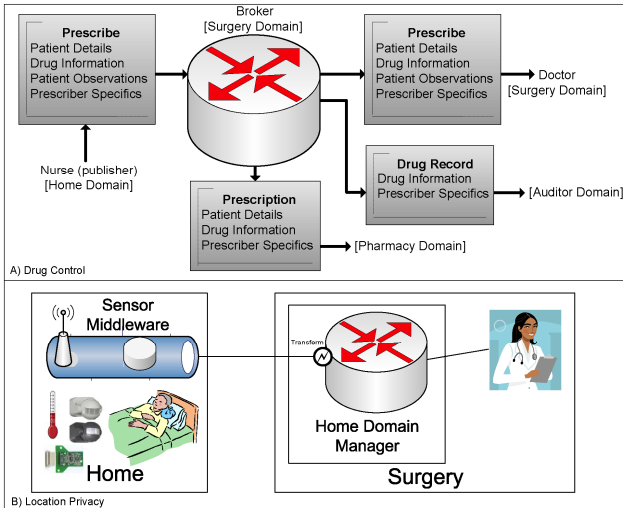 Broker
[Surgery Domain]
Prescribe
Patient Details
Drug Information
Patient Observations
Prescriber Specifics
Prescribe
Patient Details
Drug Information
Patient Observations
Prescriber Specifics
Doctor
[Surgery Domain]
Nurse (publisher)
[Home Domain]
Drug Record
Drug Information
Prescriber Specifics
[Auditor Domain]
Prescription
Patient Details
Drug Information
Prescriber Specifics
[Pharmacy Domain]
A) Drug Control
Sensor
Middleware
Transform
Home Domain
Manager
Home
Surgery
B) Location Privacy